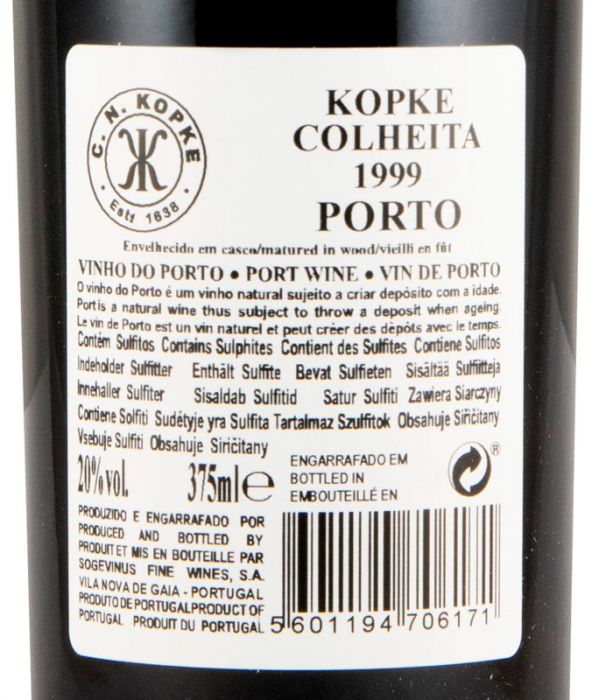 C. N. KOPKE
Estd 1638
KOPKE
COLHEITA
1999
PORTO
Envelhecido em casco/matured in wood/vieilli en fût
VINHO DO PORTO • PORT WINE • VIN DE PORTO
O vinho do Porto é um vinho natural sujeito a criar depósito com a idade.
Port is a natural wine thus subject to throw a deposit when ageing.
Le vin de Porto est un vin naturel et peut créer des dèpôts avec le temps.
Contém Sulfitos Contains Sulphites Contient des Sulfites Contiene Sulfitos
Indeholder Sulfitter Enthält Sulfite Bevat Sulfieten Sisältää Sulfiitteja
Innehaller Sulfiter Sisaldab Sulfitid Satur Sulfiti Zawiera Siarczyny
Contiene Solfiti Sudėtyje yra Sulfita Tartalmaz Szulfitok Obsahuje Siřičitany
Vsebuje Sulfiti Obsahuje Siričitany
20%vol. 375ml e
ENGARRAFADO EM
BOTTLED IN
EMBOUTEILLÉ EN
®
PRODUZIDO E ENGARRAFADO POR
PRODUCED AND BOTTLED BY
PRODUIT ET MIS EN BOUTEILLE PAR
SOGEVINUS FINE WINES, S.A.
VILA NOVA DE GAIA - PORTUGAL
PRODUTO DE PORTUGAL PRODUCT OF
PORTUGAL PRODUIT DU PORTUGAL
5 601194 706171